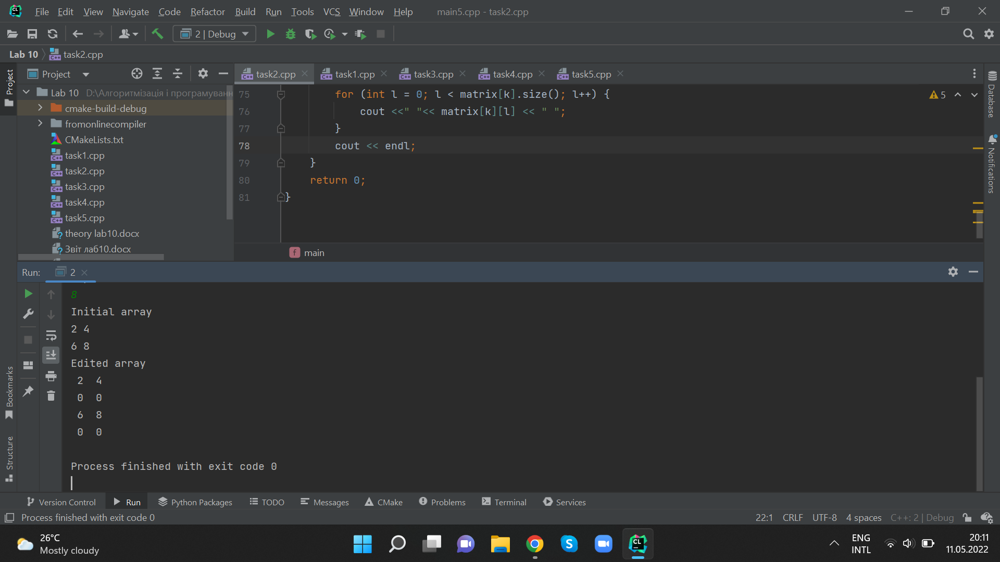 File Edit View Navigate Code Refactor Build Run Tools VCS Window Help main5.cpp - task2.cpp
2 | Debug
Lab 10 task2.cpp
Project
task2.cpp task1.cpp task3.cpp task4.cpp task5.cpp
Project
Lab 10 D:\Алгоритмізація і програмуванн
cmake-build-debug
fromonlinecompiler
CMakeLists.txt
task1.cpp
task2.cpp
task3.cpp
task4.cpp
task5.cpp
theory lab10.docx
Звіт лаб10.docx
75 for (int l = 0; l < matrix[k].size(); l++) {
76 cout <<" "<< matrix[k][l] << " ";
77 }
78 cout << endl;
79 }
80 return 0;
81 }
5
main
Database
Notifications
Run: 2
8
Initial array
2 4
6 8
Edited array
2 4
0 0
6 8
0 0
Process finished with exit code 0
Bookmarks
Structure
Version Control Run Python Packages TODO Messages CMake Problems Terminal Services
Process finished with exit code 0 22:1 CRLF UTF-8 4 spaces C++: 2 | Debug
26°C
Mostly cloudy
ENG
INTL
20:11
11.05.2022